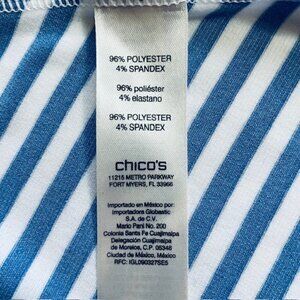 96% POLYESTER
4% SPANDEX
96% poliéster
4% elastano
96% POLYESTER
4% SPANDEX
chico's
11215 METRO PARKWAY
FORT MYERS, FL 33966
Importado en México por:
Importadora Globastic
S.A. de C.V.
Mario Pani No. 200
Colonia Santa Fe Cuajimalpa
Delegación Cuajimalpa
de Morelos, C.P. 05348
Ciudad de México, México
RFC: IGL090327SE5